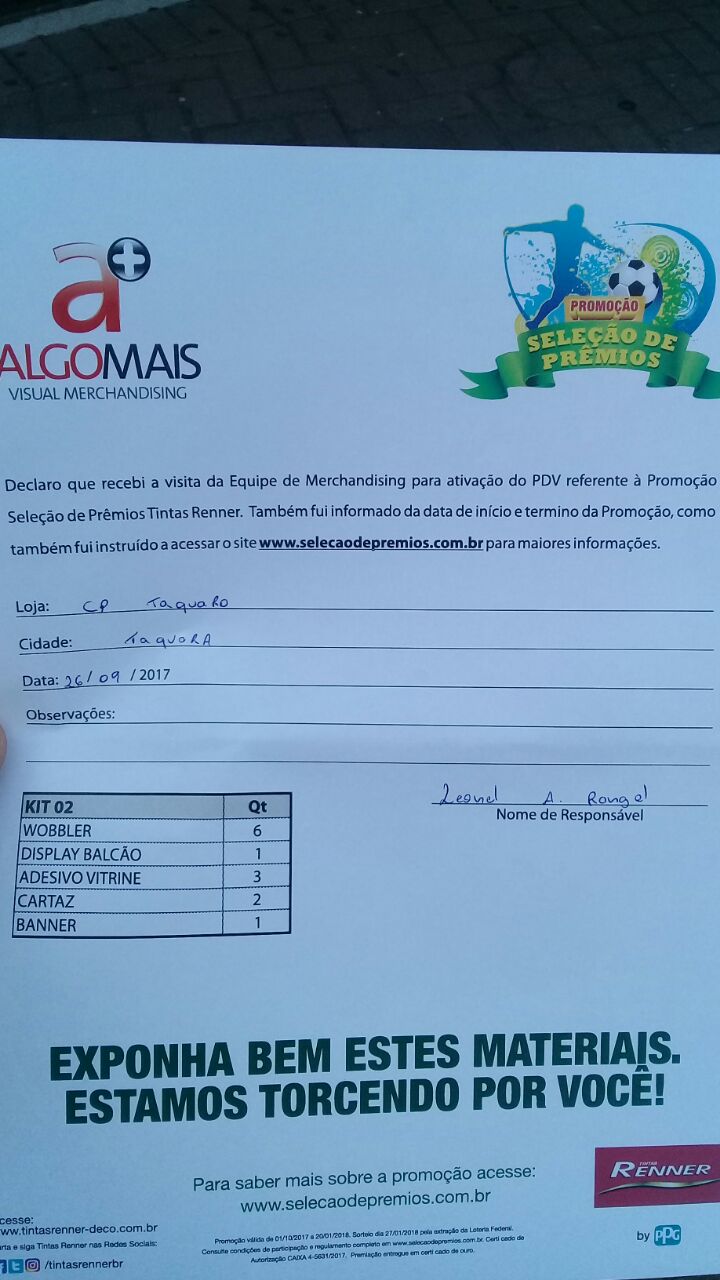 a+
ALGOMAIS
VISUAL MERCHANDISING
PROMOÇÃO
SELEÇÃO DE
PRÊMIOS
Declaro que recebi a visita da Equipe de Merchandising para ativação do PDV referente à Promoção
Seleção de Prêmios Tintas Renner. Também fui informado da data de início e termino da Promoção, como
também fui instruído a acessar o site www.selecaodepremios.com.br para maiores informações.
Loja: CP Taquara
Cidade: TaquaRA
Data: 26/09/2017
Observações:
Leonel A. Rangel
Nome de Responsável
KIT 02 Qt
WOBBLER 6
DISPLAY BALCÃO 1
ADESIVO VITRINE 3
CARTAZ 2
BANNER 1
EXPONHA BEM ESTES MATERIAIS.
ESTAMOS TORCENDO POR VOCÊ!
Para saber mais sobre a promoção acesse:
www.selecaodepremios.com.br
TINTAS
RENNER
by PPG
cesse:
ww.tintasrenner-deco.com.br
rta e siga Tintas Renner nas Redes Sociais:
/tintasrennerbr
Promoção válida de 01/10/2017 a 20/01/2018. Sorteio dia 27/01/2018 pela extração da Loteria Federal.
Consulte condições de participação e regulamento completo em www.selecaodepremios.com.br. Certificado de
Autorização CAIXA 4-5631/2017. Premiação entregue em certificado de ouro.